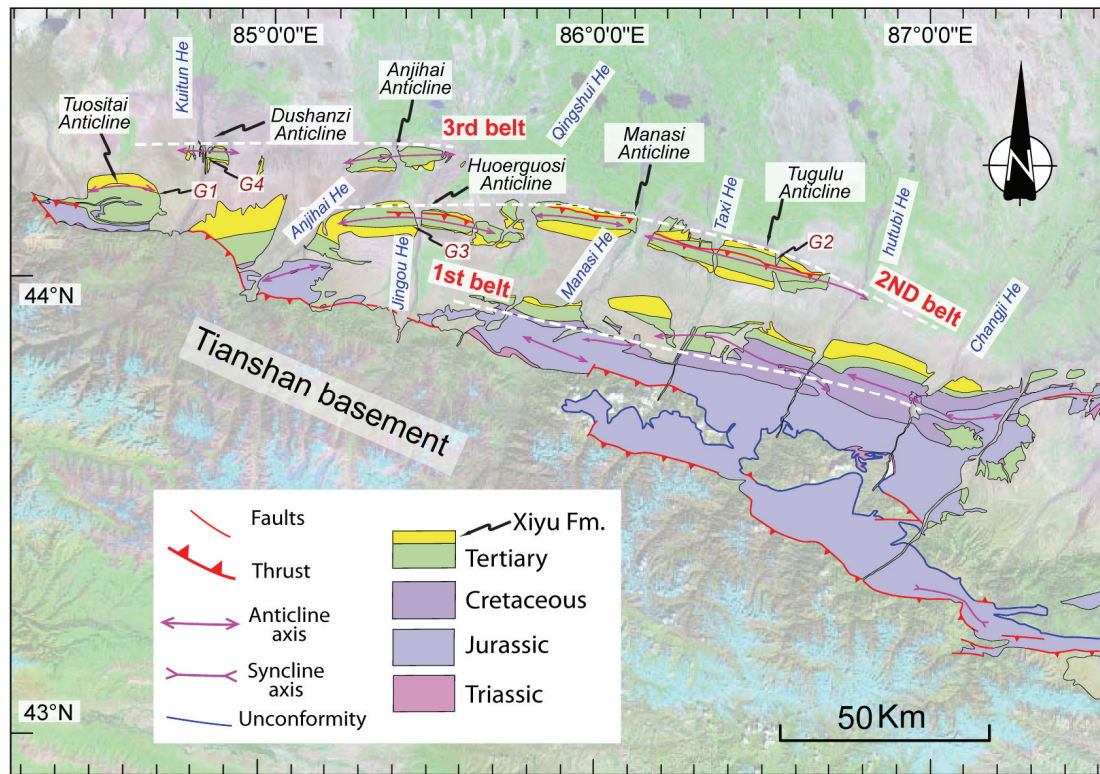 85°0'0"E
86°0'0"E
87°0'0"E
Kuitun He
Tuositai
Anticline
Dushanzi
Anticline
Anjihai
Anticline
3rd belt
Qingshui He
Manasi
Anticline
Huoerguosi
Anticline
Tugulu
Anticline
N
G1
G4
Anjihai He
Jingou He
G3
1st belt
Manasi He
Taxi He
G2
hutubi He
2ND belt
Changji He
44°N
Tianshan basement
43°N
Faults
Thrust
Anticline
axis
Syncline
axis
Unconformity
Xiyu Fm.
Tertiary
Cretaceous
Jurassic
Triassic
50 Km